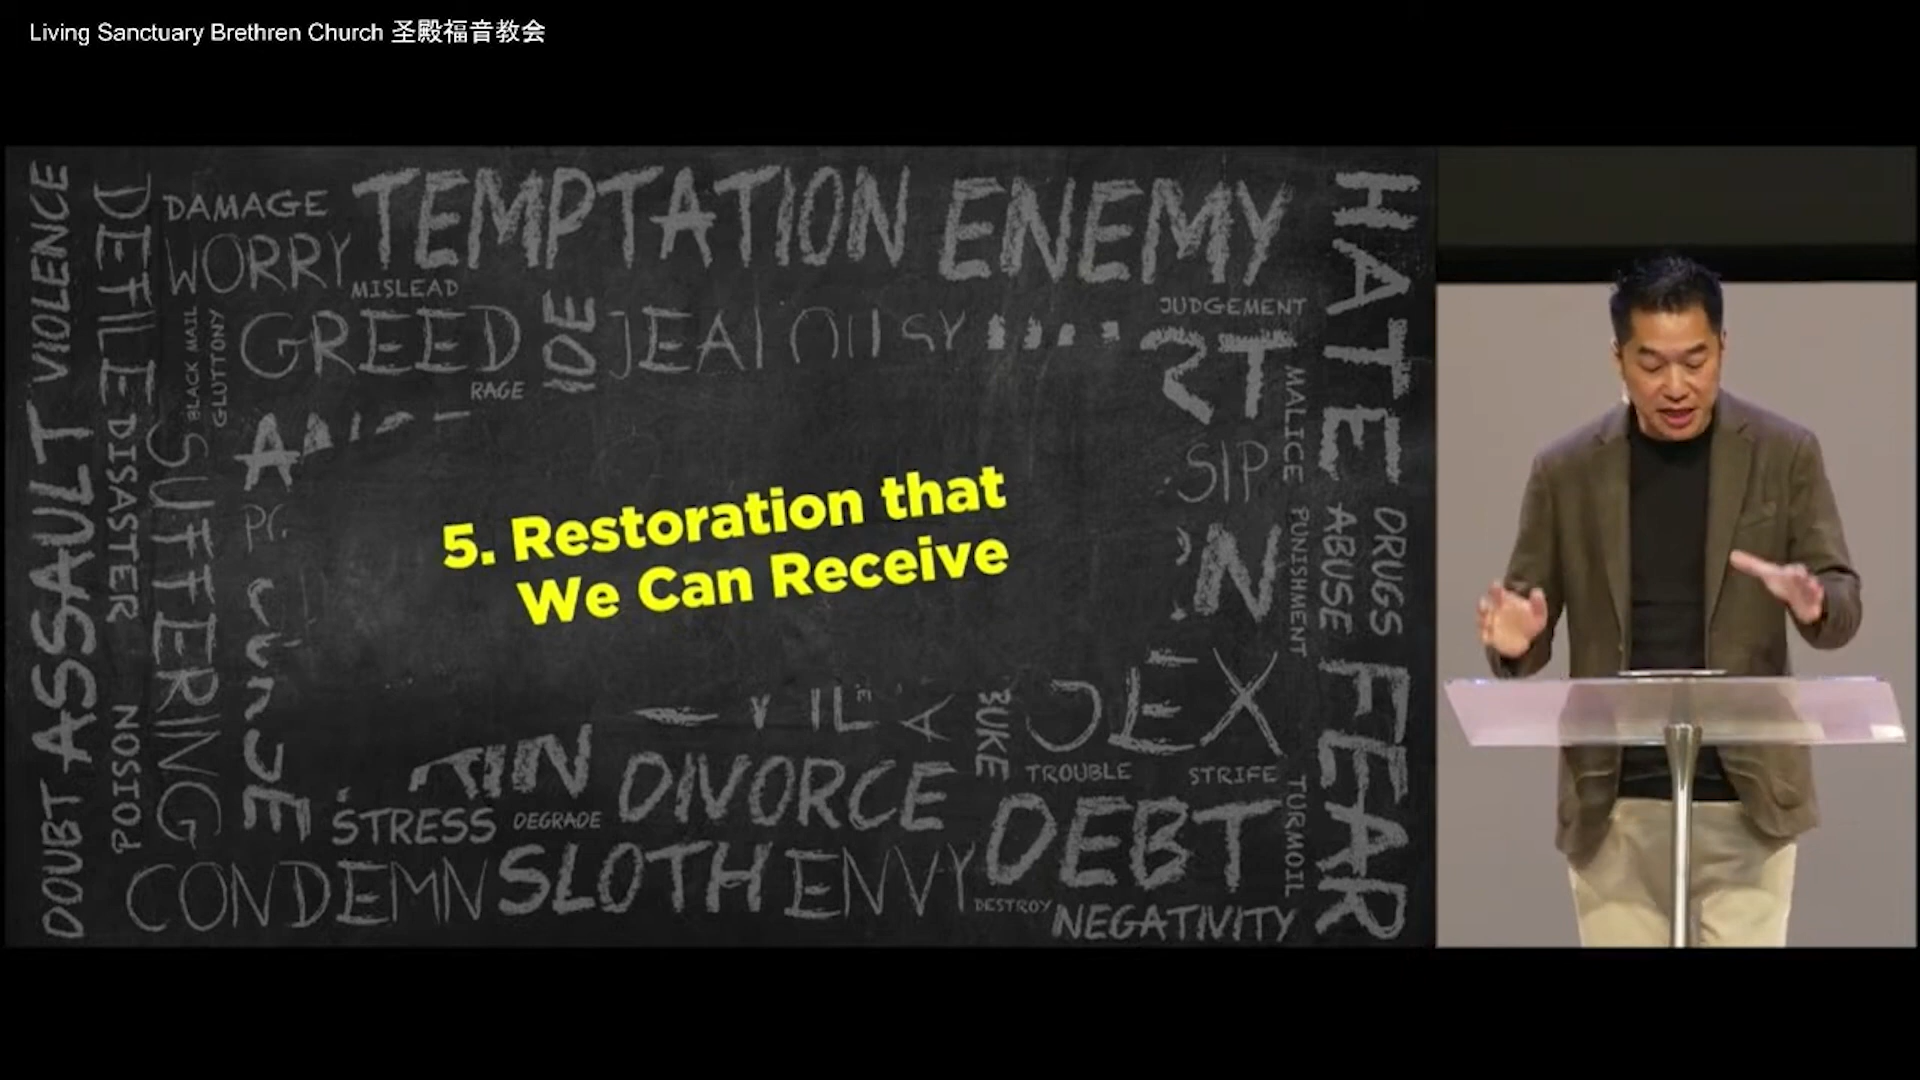 Living Sanctuary Brethren Church 圣殿福音教会
VIOLENCE
DEFILE
DAMAGE
TEMPTATION
ENEMY
HATE
WORRY
MISLEAD
JUDGEMENT
BLACK MAIL
GLUTTONY
GREED
RAGE
MALICE
ASSAULT
DISASTER
SUFFERING
5. Restoration that
We Can Receive
PUNISHMENT
ABUSE
DRUGS
FEAR
DOUBT
POISON
STRESS
DEGRADE
DIVORCE
TROUBLE
STRIFE
TURMOIL
DEBT
CONDEMN
SLOTH
ENVY
DESTROY
NEGATIVITY